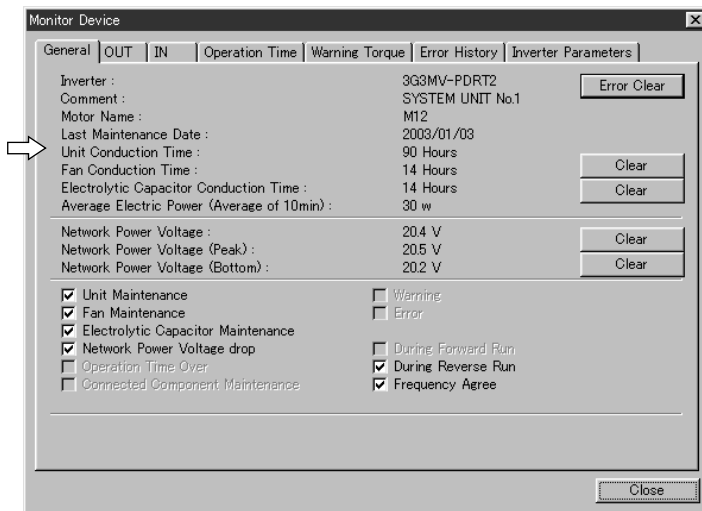 Monitor Device
General OUT IN Operation Time Warning Torque Error History Inverter Parameters
Inverter : 3G3MV-PDRT2 Error Clear
Comment : SYSTEM UNIT No.1
Motor Name : M12
Last Maintenance Date : 2003/01/03
Unit Conduction Time : 90 Hours
Fan Conduction Time : 14 Hours Clear
Electrolytic Capacitor Conduction Time : 14 Hours Clear
Average Electric Power (Average of 10min) : 30 w
Network Power Voltage : 20.4 V Clear
Network Power Voltage (Peak) : 20.5 V
Network Power Voltage (Bottom) : 20.2 V Clear
Unit Maintenance Warning
Fan Maintenance Error
Electrolytic Capacitor Maintenance
Network Power Voltage drop During Forward Run
Operation Time Over During Reverse Run
Connected Component Maintenance Frequency Agree
Close